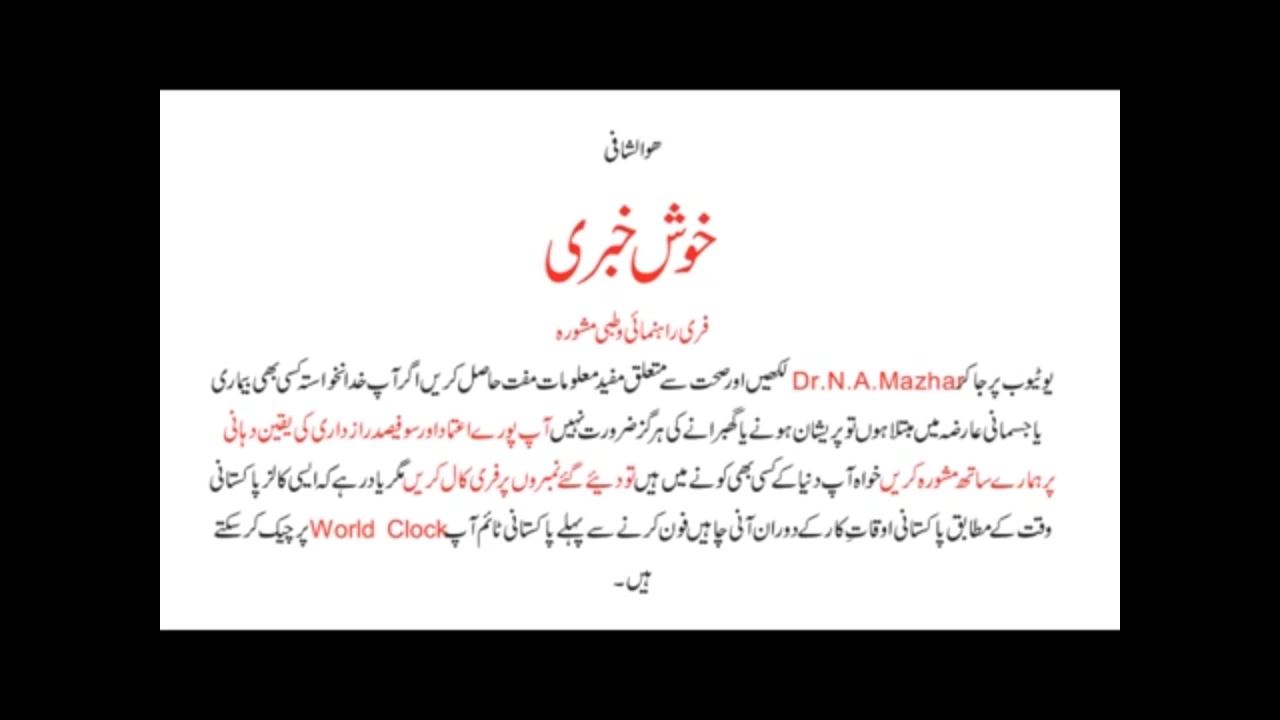 ھوالشافی
خوش خبری
فری راہنمائی وطبی مشورہ
یوٹیوب پر جا کر Dr.N.A.Mazhar لکھیں اور صحت سے متعلق مفید معلومات مفت حاصل کریں اگر آپ خدانخواستہ کسی بھی بیماری
یا جسمانی عارضہ میں مبتلا ہوں تو پریشان ہونے یا گھبرانے کی ہرگز ضرورت نہیں آپ پورے اعتماد اور سو فیصد رازداری کی یقین دہانی
پر ہمارے ساتھ مشورہ کریں خواہ آپ دنیا کے کسی بھی کونے میں ہیں تو دیئے گئے نمبروں پر فری کال کریں مگر یاد رہے کہ ایسی کالز پاکستانی
وقت کے مطابق پاکستانی اوقاتِ کار کے دوران آنی چاہیں فون کرنے سے پہلے پاکستانی ٹائم آپ World Clock پر چیک کر سکتے
ہیں۔